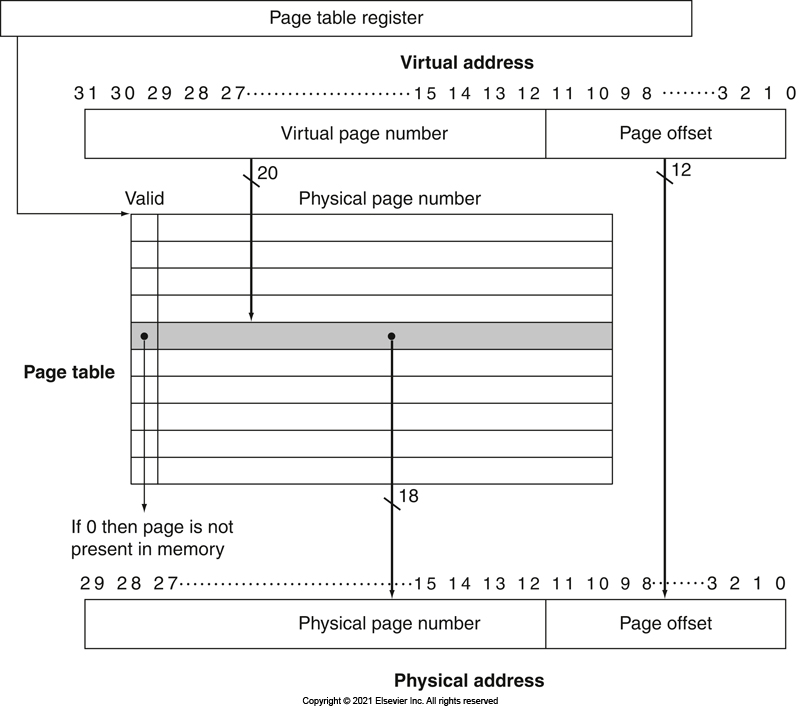 Page table register
Virtual address
31 30 29 28 27·······················15 14 13 12 11 10 9 8 ·······3 2 1 0
Virtual page number Page offset
20 12
Valid Physical page number
Page table
18
If 0 then page is not
present in memory
29 28 27·································15 14 13 12 11 10 9 8·······3 2 1 0
Physical page number Page offset
Physical address
Copyright © 2021 Elsevier Inc. All rights reserved